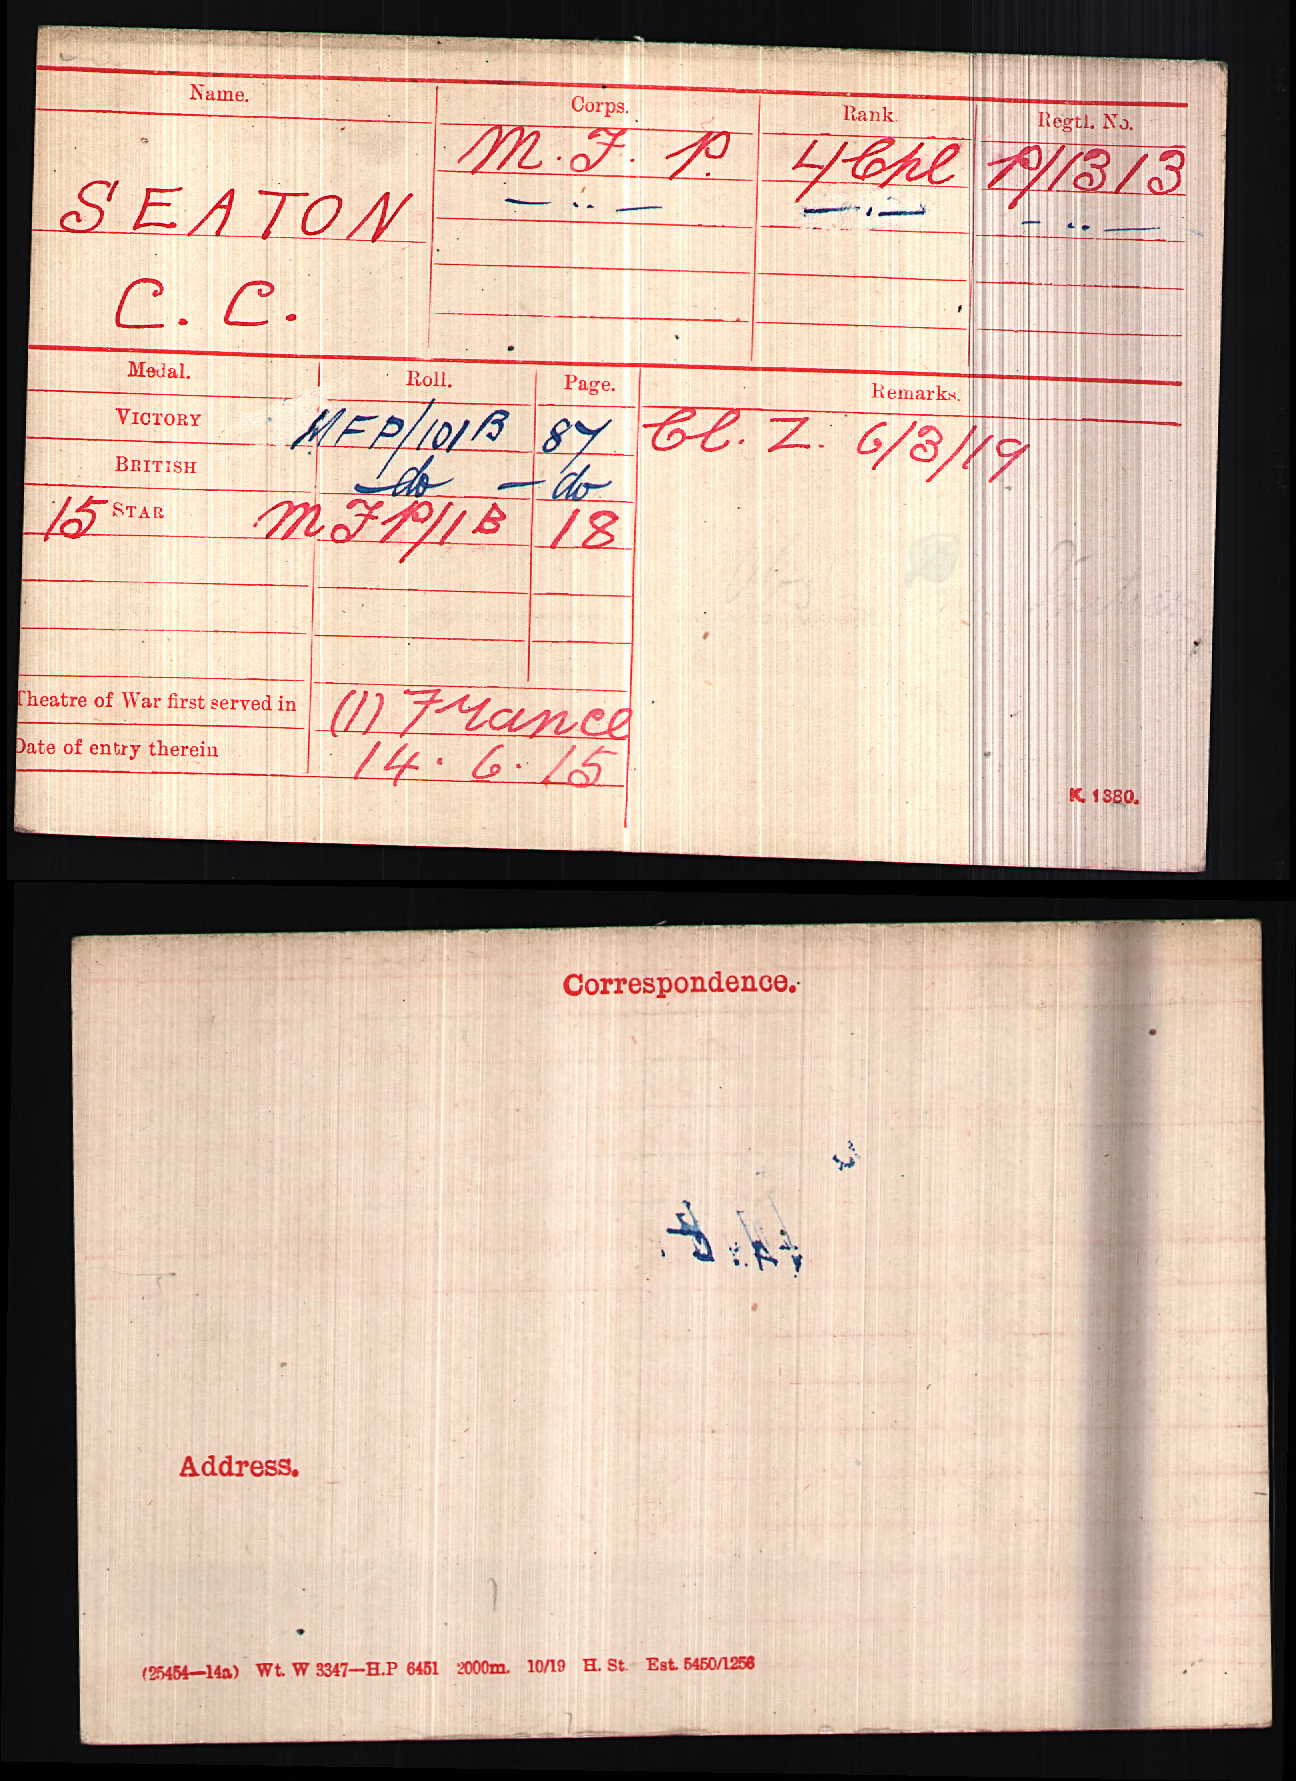 Name. Corps. Rank. Regtl. No.
M.F.P. L/Cpl P/1313
SEATON — ,, — — ,, — — ,, —
C. C.
Medal. Roll. Page. Remarks.
VICTORY MFP/101B 87 Cl. Z. 6/3/19
BRITISH — do — do
15 STAR MFP/1B 18
Theatre of War first served in (1) France
Date of entry therein 14.6.15
K. 1380.
Correspondence.
Address.
(25454—14a) Wt. W 3347—H.P 6451 2000m. 10/19 H. St. Est. 5450/1256